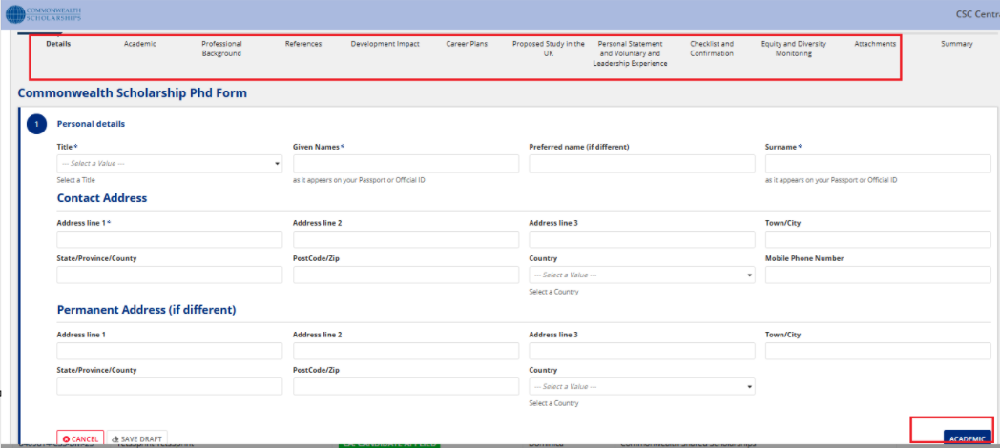 COMMONWEALTH
SCHOLARSHIPS
CSC Centra
Details
Academic
Professional
Background
References
Development Impact
Career Plans
Proposed Study in the
UK
Personal Statement
and Voluntary and
Leadership Experience
Checklist and
Confirmation
Equity and Diversity
Monitoring
Attachments
Summary
Commonwealth Scholarship Phd Form
1 Personal details
Title * Given Names * Preferred name (if different) Surname *
--- Select a Value ---
Select a Title as it appears on your Passport or Official ID as it appears on your Passport or Official ID
Contact Address
Address line 1 * Address line 2 Address line 3 Town/City
State/Province/County PostCode/Zip Country Mobile Phone Number
--- Select a Value ---
Select a Country
Permanent Address (if different)
Address line 1 Address line 2 Address line 3 Town/City
State/Province/County PostCode/Zip Country
--- Select a Value ---
Select a Country
CANCEL SAVE DRAFT ACADEMIC